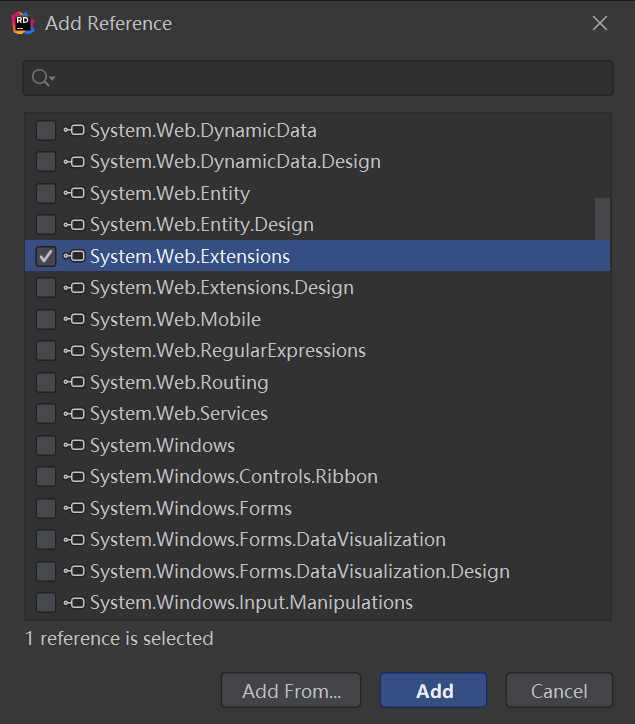 RD
Add Reference
System.Web.DynamicData
System.Web.DynamicData.Design
System.Web.Entity
System.Web.Entity.Design
System.Web.Extensions
System.Web.Extensions.Design
System.Web.Mobile
System.Web.RegularExpressions
System.Web.Routing
System.Web.Services
System.Windows
System.Windows.Controls.Ribbon
System.Windows.Forms
System.Windows.Forms.DataVisualization
System.Windows.Forms.DataVisualization.Design
System.Windows.Input.Manipulations
1 reference is selected
Add From... Add Cancel